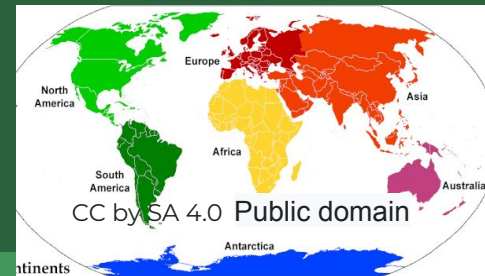 Europe
North
America
Asia
Africa
South
America
Australia
CC by SA 4.0 Public domain
Antarctica
ntinents